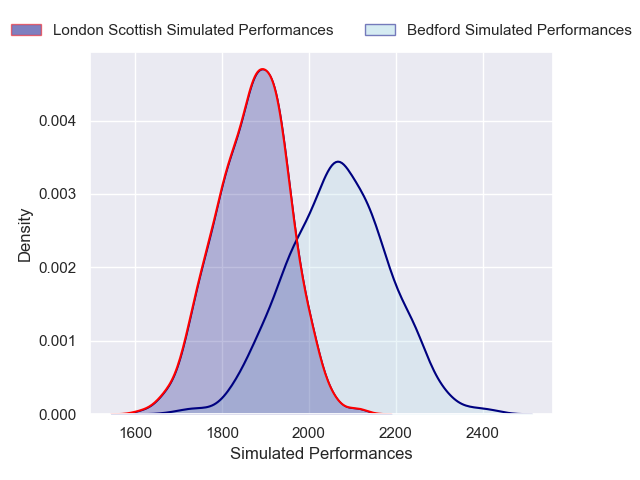 London Scottish Simulated Performances
Bedford Simulated Performances
Density
0.004
0.003
0.002
0.001
0.000
1600 1800 2000 2200 2400
Simulated Performances